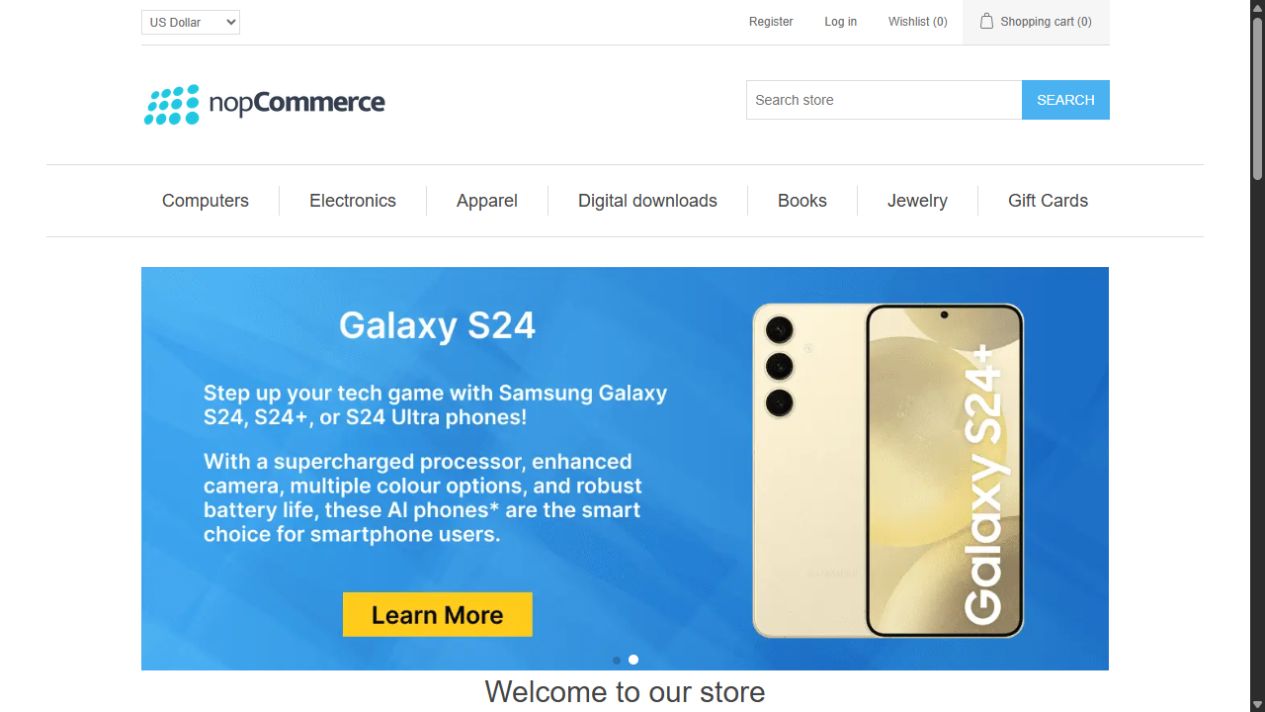 US Dollar
Register
Log in
Wishlist (0)
Shopping cart (0)
nopCommerce
Search store
SEARCH
Computers
Electronics
Apparel
Digital downloads
Books
Jewelry
Gift Cards
Galaxy S24
Step up your tech game with Samsung Galaxy
S24, S24+, or S24 Ultra phones!
With a supercharged processor, enhanced
camera, multiple colour options, and robust
battery life, these AI phones* are the smart
choice for smartphone users.
Learn More
Galaxy S24+
Welcome to our store